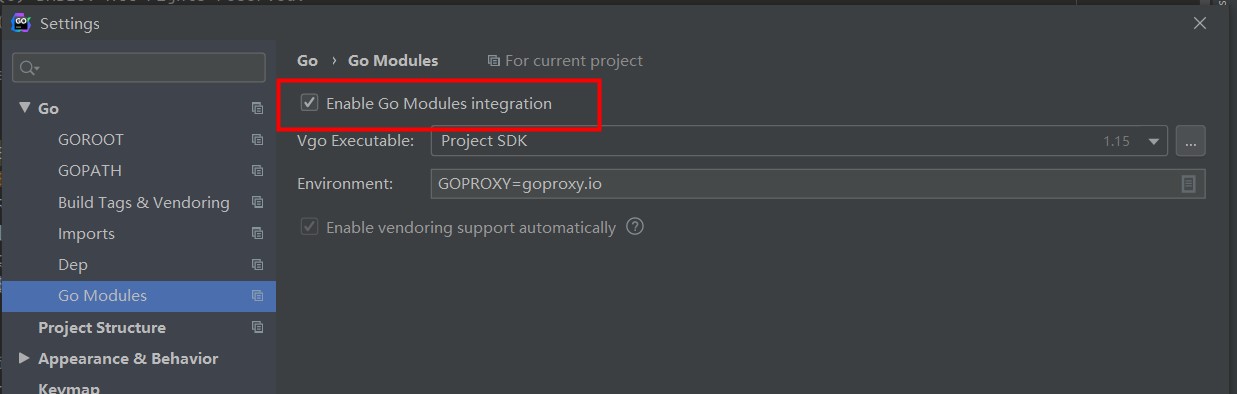 GO Settings
Go › Go Modules For current project
Enable Go Modules integration
Go
GOROOT
Vgo Executable: Project SDK 1.15 ...
GOPATH
Environment: GOPROXY=goproxy.io
Build Tags & Vendoring
Enable vendoring support automatically ?
Imports
Dep
Go Modules
Project Structure
Appearance & Behavior
Keymap